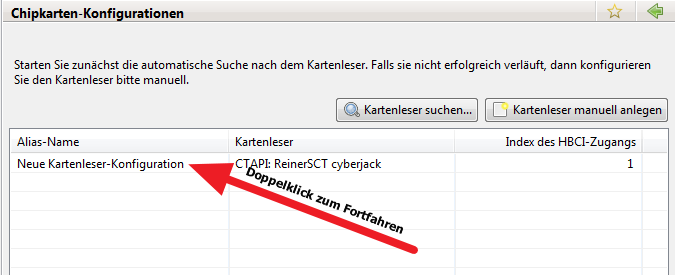 Chipkarten-Konfigurationen
Starten Sie zunächst die automatische Suche nach dem Kartenleser. Falls sie nicht erfolgreich verläuft, dann konfigurieren
Sie den Kartenleser bitte manuell.
Kartenleser suchen... Kartenleser manuell anlegen
Alias-Name Kartenleser Index des HBCI-Zugangs
Neue Kartenleser-Konfiguration CTAPI: ReinerSCT cyberjack 1
Doppelklick zum Fortfahren